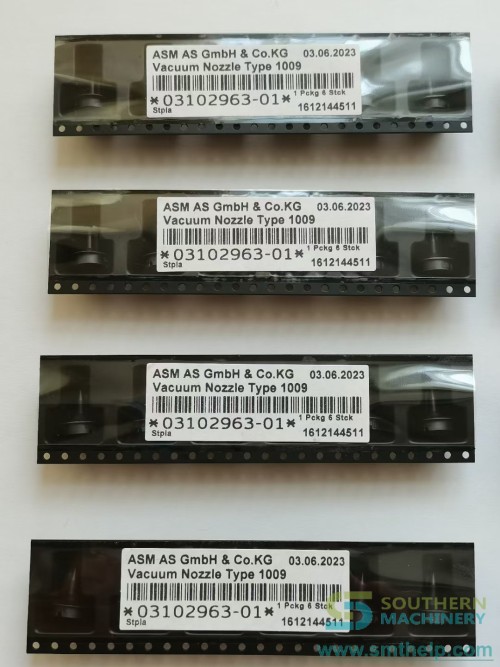 ASM AS GmbH & Co.KG 03.06.2023
Vacuum Nozzle Type 1009
*03102963-01* 1 Pckg 6 Stck
Stpla 1612144511
ASM AS GmbH & Co.KG 03.06.2023
Vacuum Nozzle Type 1009
*03102963-01* 1 Pckg 6 Stck
Stpla 1612144511
ASM AS GmbH & Co.KG 03.06.2023
Vacuum Nozzle Type 1009
*03102963-01* 1 Pckg 6 Stck
Stpla 1612144511
ASM AS GmbH & Co.KG 03.06.2023
Vacuum Nozzle Type 1009
*03102963-01* 1 Pckg 6 Stck
Stpla 1612144511
SOUTHERN
MACHINERY
www.smthelp.com